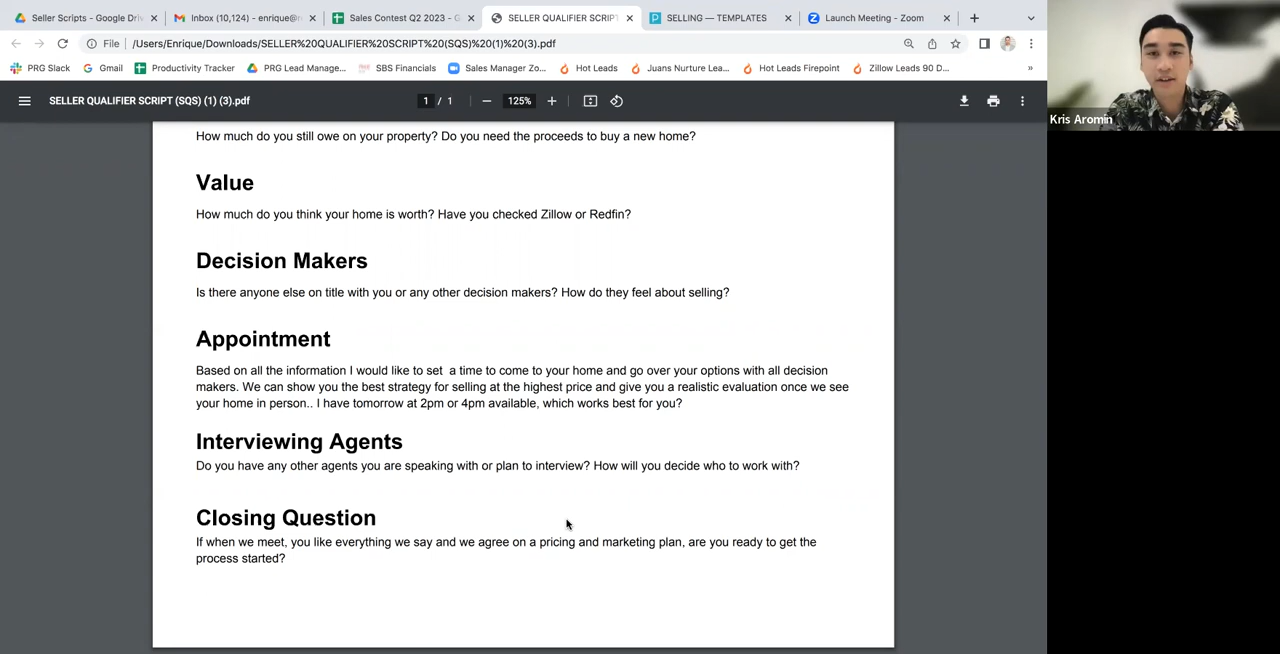 Seller Scripts - Google Dri
Inbox (10,124) - enrique@r
Sales Contest Q2 2023 - G
SELLER QUALIFIER SCRIPT
SELLING — TEMPLATES
Launch Meeting - Zoom
File
/Users/Enrique/Downloads/SELLER%20QUALIFIER%20SCRIPT%20(SQS)%20(1)%20(3).pdf
PRG Slack
Gmail
Productivity Tracker
PRG Lead Manage...
SBS Financials
Sales Manager Zo...
Hot Leads
Juans Nurture Lea...
Hot Leads Firepoint
Zillow Leads 90 D...
»
SELLER QUALIFIER SCRIPT (SQS) (1) (3).pdf
1 / 1
125%
Kris Aromin
How much do you still owe on your property? Do you need the proceeds to buy a new home?
Value
How much do you think your home is worth? Have you checked Zillow or Redfin?
Decision Makers
Is there anyone else on title with you or any other decision makers? How do they feel about selling?
Appointment
Based on all the information I would like to set  a time to come to your home and go over your options with all decision
makers. We can show you the best strategy for selling at the highest price and give you a realistic evaluation once we see
your home in person.. I have tomorrow at 2pm or 4pm available, which works best for you?
Interviewing Agents
Do you have any other agents you are speaking with or plan to interview? How will you decide who to work with?
Closing Question
If when we meet, you like everything we say and we agree on a pricing and marketing plan, are you ready to get the
process started?